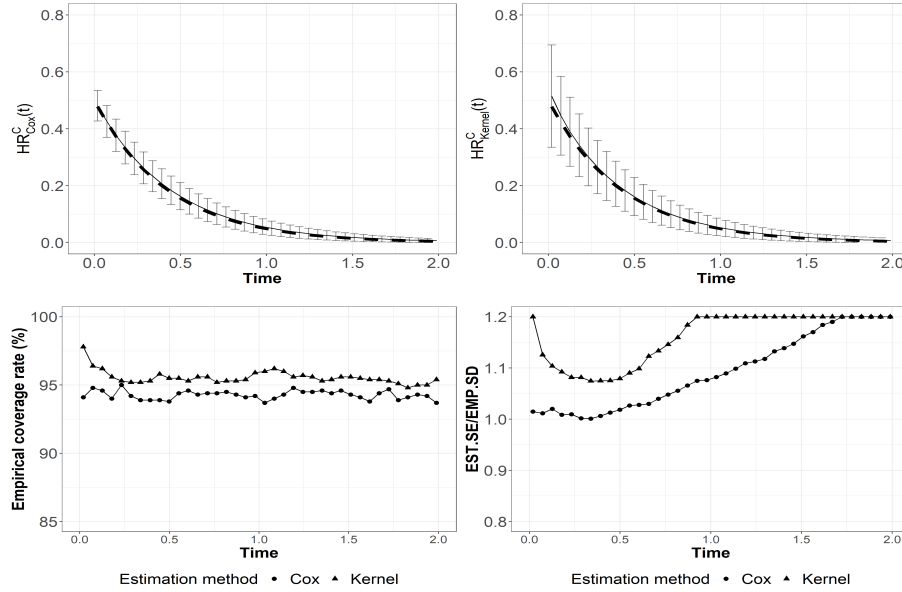 0.8
0.6
0.4
0.2
0.0
HR^C_Cox(t)
0.0 0.5 1.0 1.5 2.0
Time
0.8
0.6
0.4
0.2
0.0
HR^C_Kernel(t)
0.0 0.5 1.0 1.5 2.0
Time
100
95
90
85
Empirical coverage rate (%)
0.0 0.5 1.0 1.5 2.0
Time
Estimation method Cox Kernel
1.2
1.1
1.0
0.9
0.8
EST.SE/EMP.SD
0.0 0.5 1.0 1.5 2.0
Time
Estimation method Cox Kernel